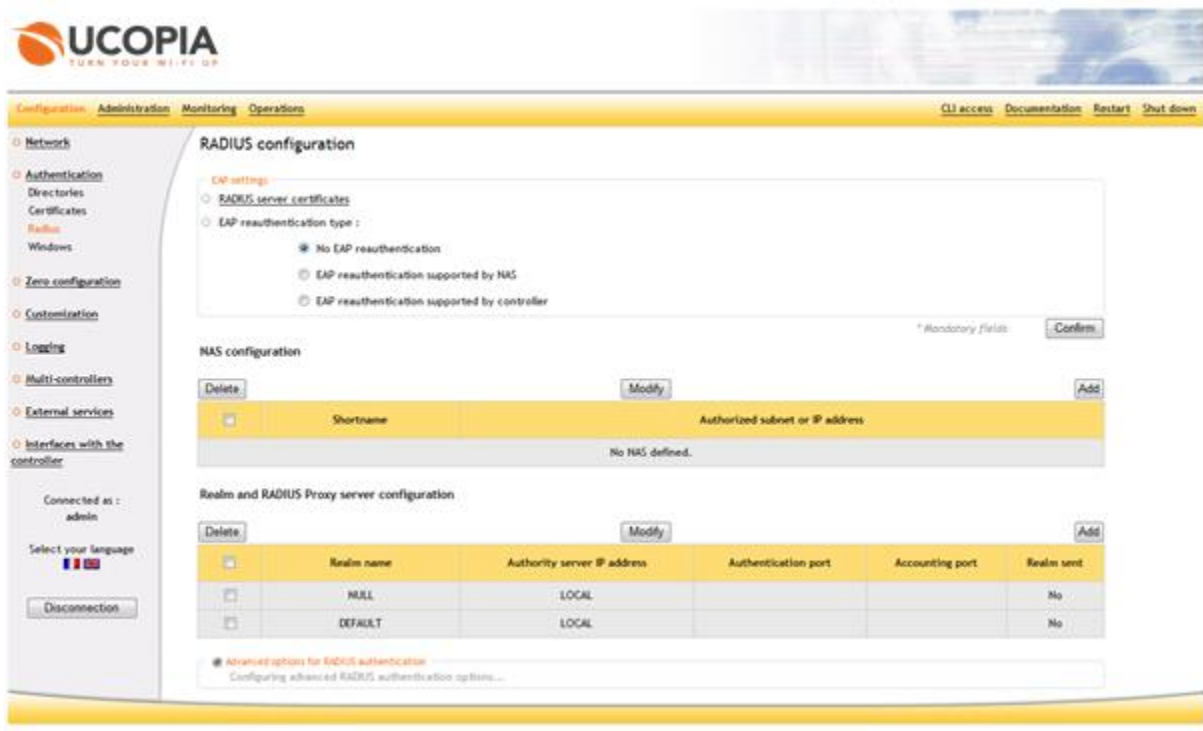 UCOPIA
TURN YOUR WI-FI UP
Configuration Administration Monitoring Operations CLI access Documentation Restart Shut down
Network
Authentication
Directories
Certificates
Radius
Windows
Zero configuration
Customization
Logging
Multi-controllers
External services
Interfaces with the
controller
Connected as :
admin
Select your language
Disconnection
RADIUS configuration
EAP settings
RADIUS server certificates
EAP reauthentication type :
No EAP reauthentication
EAP reauthentication supported by NAS
EAP reauthentication supported by controller
* Mandatory fields Confirm
NAS configuration
Delete Modify Add
Shortname Authorized subnet or IP address
No NAS defined.
Realm and RADIUS Proxy server configuration
Delete Modify Add
Realm name Authority server IP address Authentication port Accounting port Realm sent
NULL LOCAL No
DEFAULT LOCAL No
Advanced options for RADIUS authentication
Configuring advanced RADIUS authentication options...